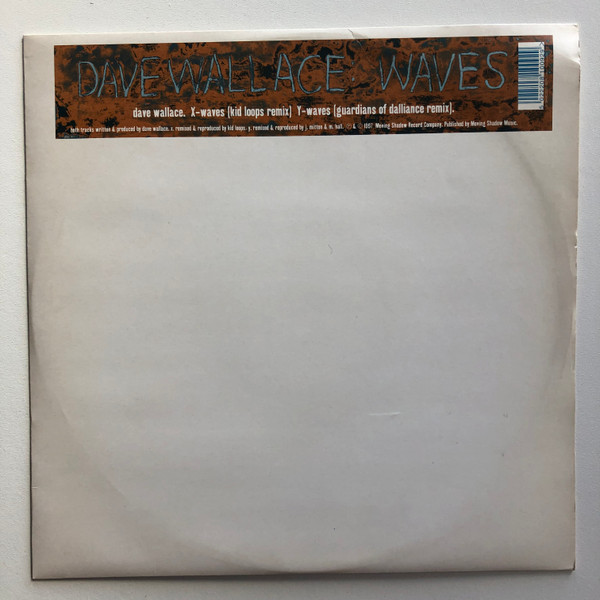 DAVE WALLACE: WAVES
dave wallace. X-waves [kid loops remix] Y-waves [guardians of dalliance remix].
both tracks written & produced by dave wallace. x. remixed & reproduced by kid loops. y. remixed & reproduced by j. mitton & m. hall. ℗ & © 1997 Moving Shadow Record Company. Published by Moving Shadow Music.